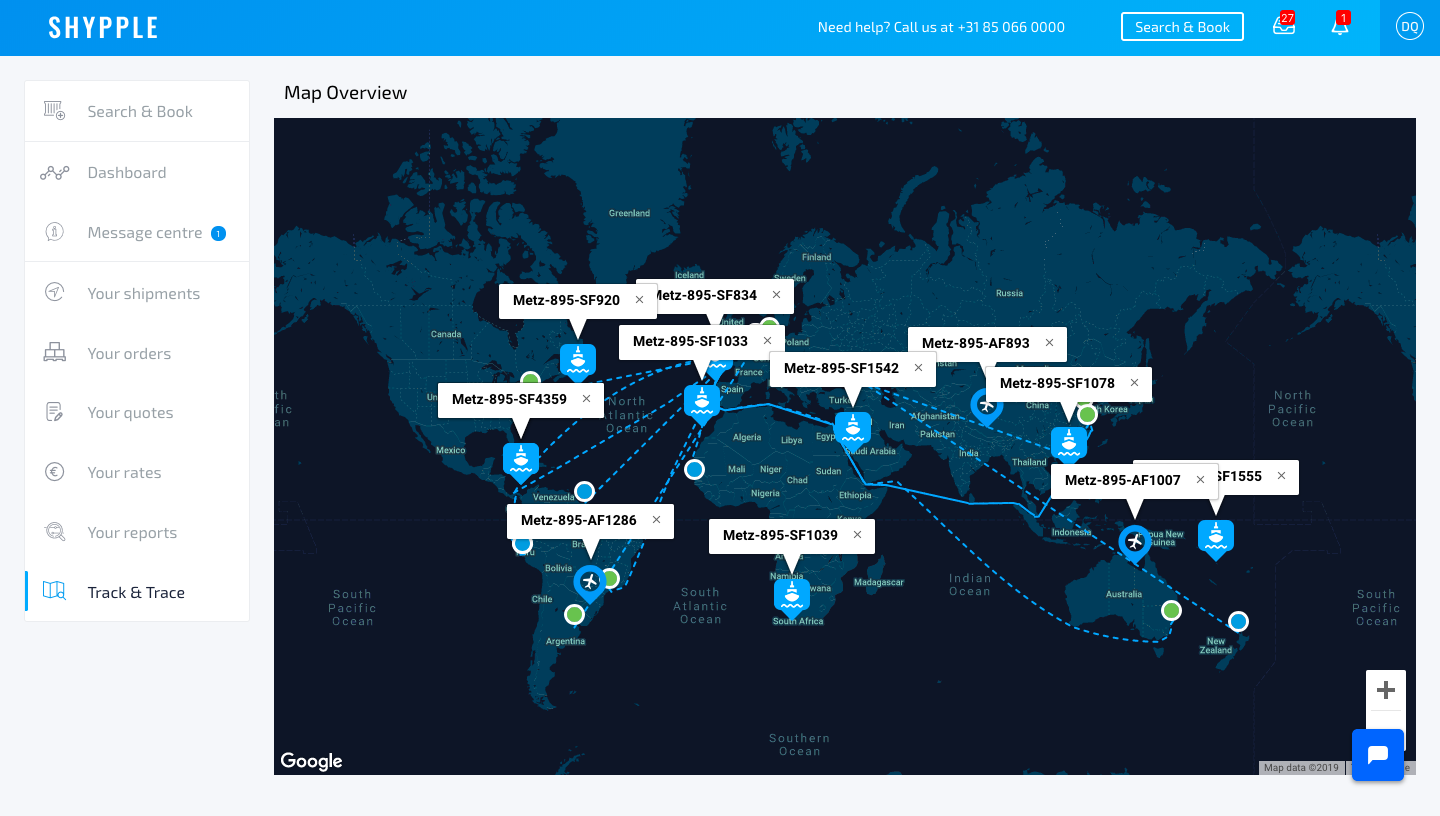 SHYPPLE
Need help? Call us at +31 85 066 0000
Search & Book
27
1
DQ
Search & Book
Dashboard
Message centre 1
Your shipments
Your orders
Your quotes
Your rates
Your reports
Track & Trace
Map Overview
Greenland
Finland
Iceland
Sweden
Russia
Canada
Metz-895-SF920 ×
Metz-895-SF834 ×
Metz-895-SF1033 ×
Poland
Metz-895-AF893 ×
Metz-895-SF1542 ×
France
Spain
Metz-895-SF1078 ×
China
Metz-895-SF4359 ×
North
Atlantic
Ocean
North
Pacific
Ocean
Afghanistan
Iran
Pakistan
Mexico
Algeria
Libya
Saudi Arabia
India
Thailand
Mali
Niger
Chad
Sudan
Nigeria
Ethiopia
Venezuela
Metz-895-AF1007 ×
SF1555 ×
Metz-895-AF1286 ×
Metz-895-SF1039 ×
Indonesia
Papua New
Guinea
Bolivia
Chile
Argentina
Namibia
Madagascar
South Africa
Australia
New
Zealand
South
Pacific
Ocean
South
Atlantic
Ocean
Indian
Ocean
South
Pacific
Ocean
Southern
Ocean
Google
Map data ©2019